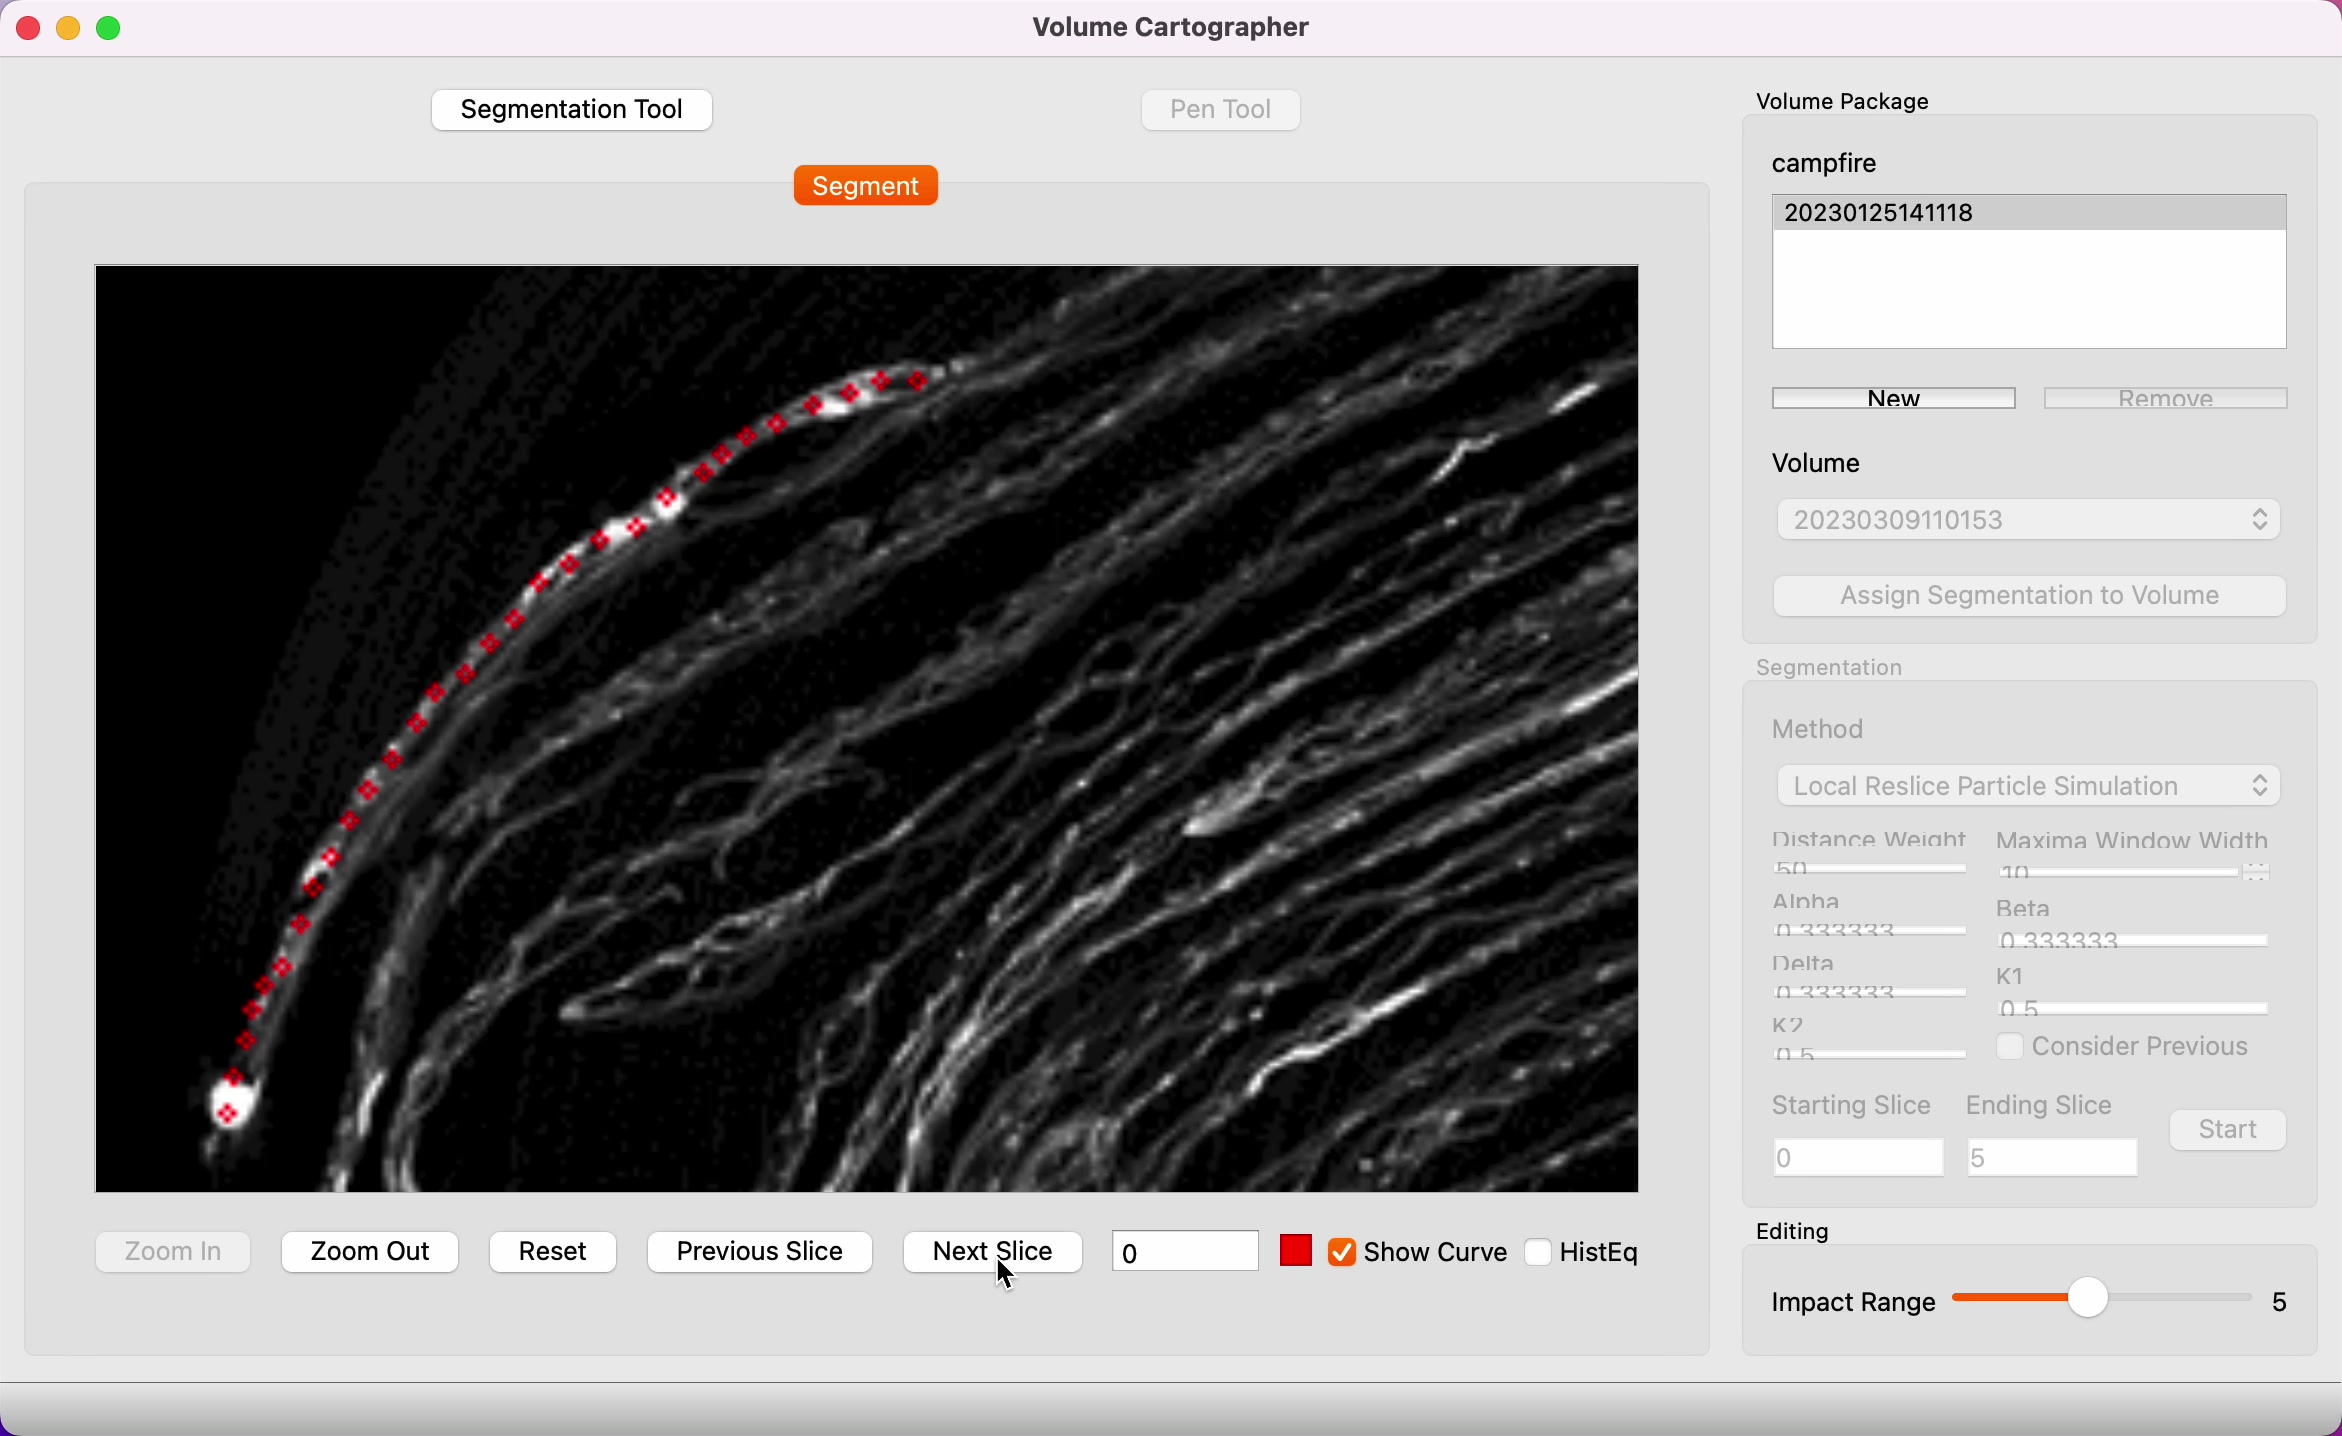 Volume Cartographer
Segmentation Tool
Pen Tool
Segment
Zoom In
Zoom Out
Reset
Previous Slice
Next Slice
0
Show Curve
HistEq
Volume Package
campfire
20230125141118
New
Remove
Volume
20230309110153
Assign Segmentation to Volume
Segmentation
Method
Local Reslice Particle Simulation
Distance Weight
Maxima Window Width
50
10
Alpha
Beta
0.333333
0.333333
Delta
K1
0.333333
0.5
K2
Consider Previous
0.5
Starting Slice
Ending Slice
Start
0
5
Editing
Impact Range
5